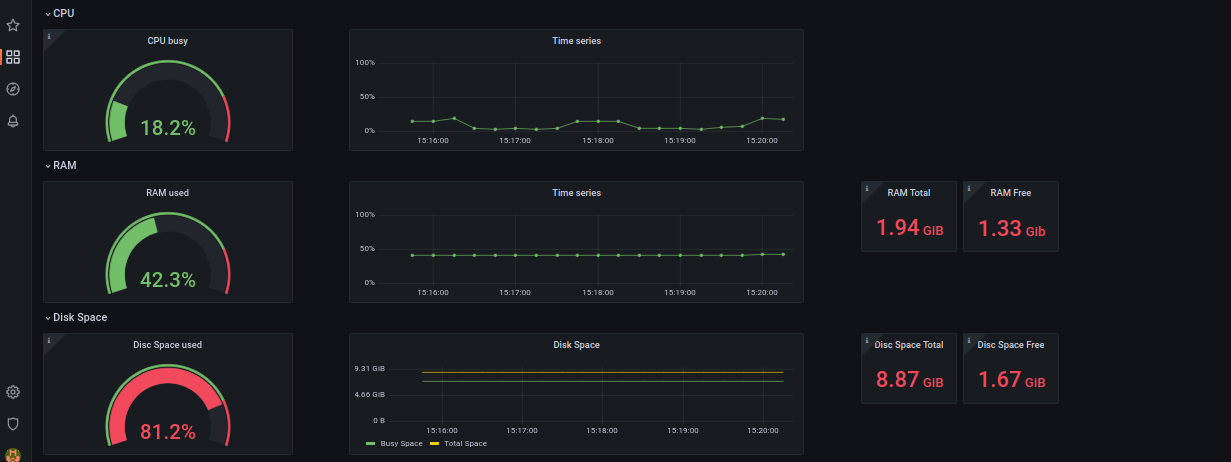 CPU
i
CPU busy
18.2%
Time series
100%
50%
0%
15:16:00 15:17:00 15:18:00 15:19:00 15:20:00
RAM
RAM used
42.3%
Time series
100%
50%
0%
15:16:00 15:17:00 15:18:00 15:19:00 15:20:00
i
RAM Total
1.94 GiB
i
RAM Free
1.33 Gib
Disk Space
i
Disc Space used
81.2%
Disk Space
9.31 GiB
4.66 GiB
0 B
15:16:00 15:17:00 15:18:00 15:19:00 15:20:00
Busy Space Total Space
i
Disc Space Total
8.87 GiB
i
Disc Space Free
1.67 GiB